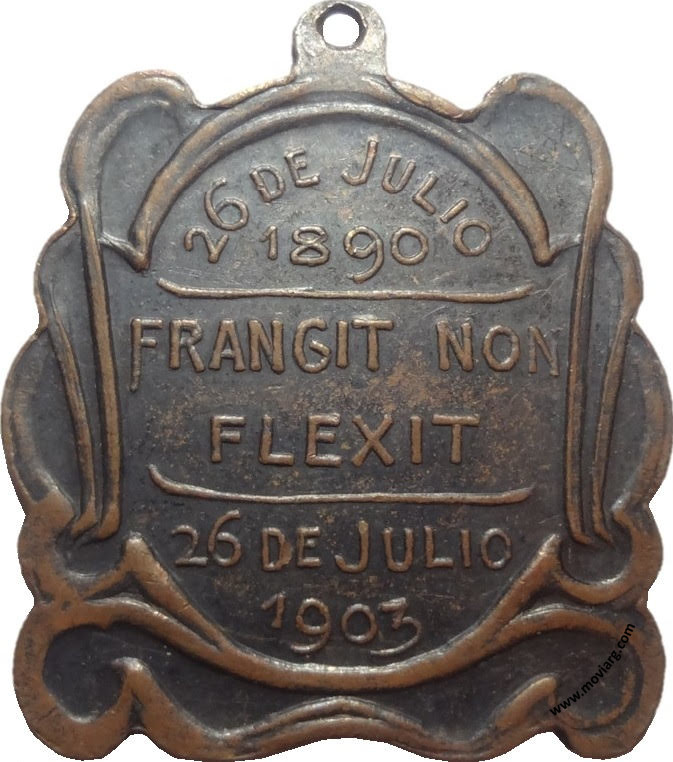 26 DE JULIO
1890
FRANGIT NON
FLEXIT
26 DE JULIO
1903
www.moviarg.com